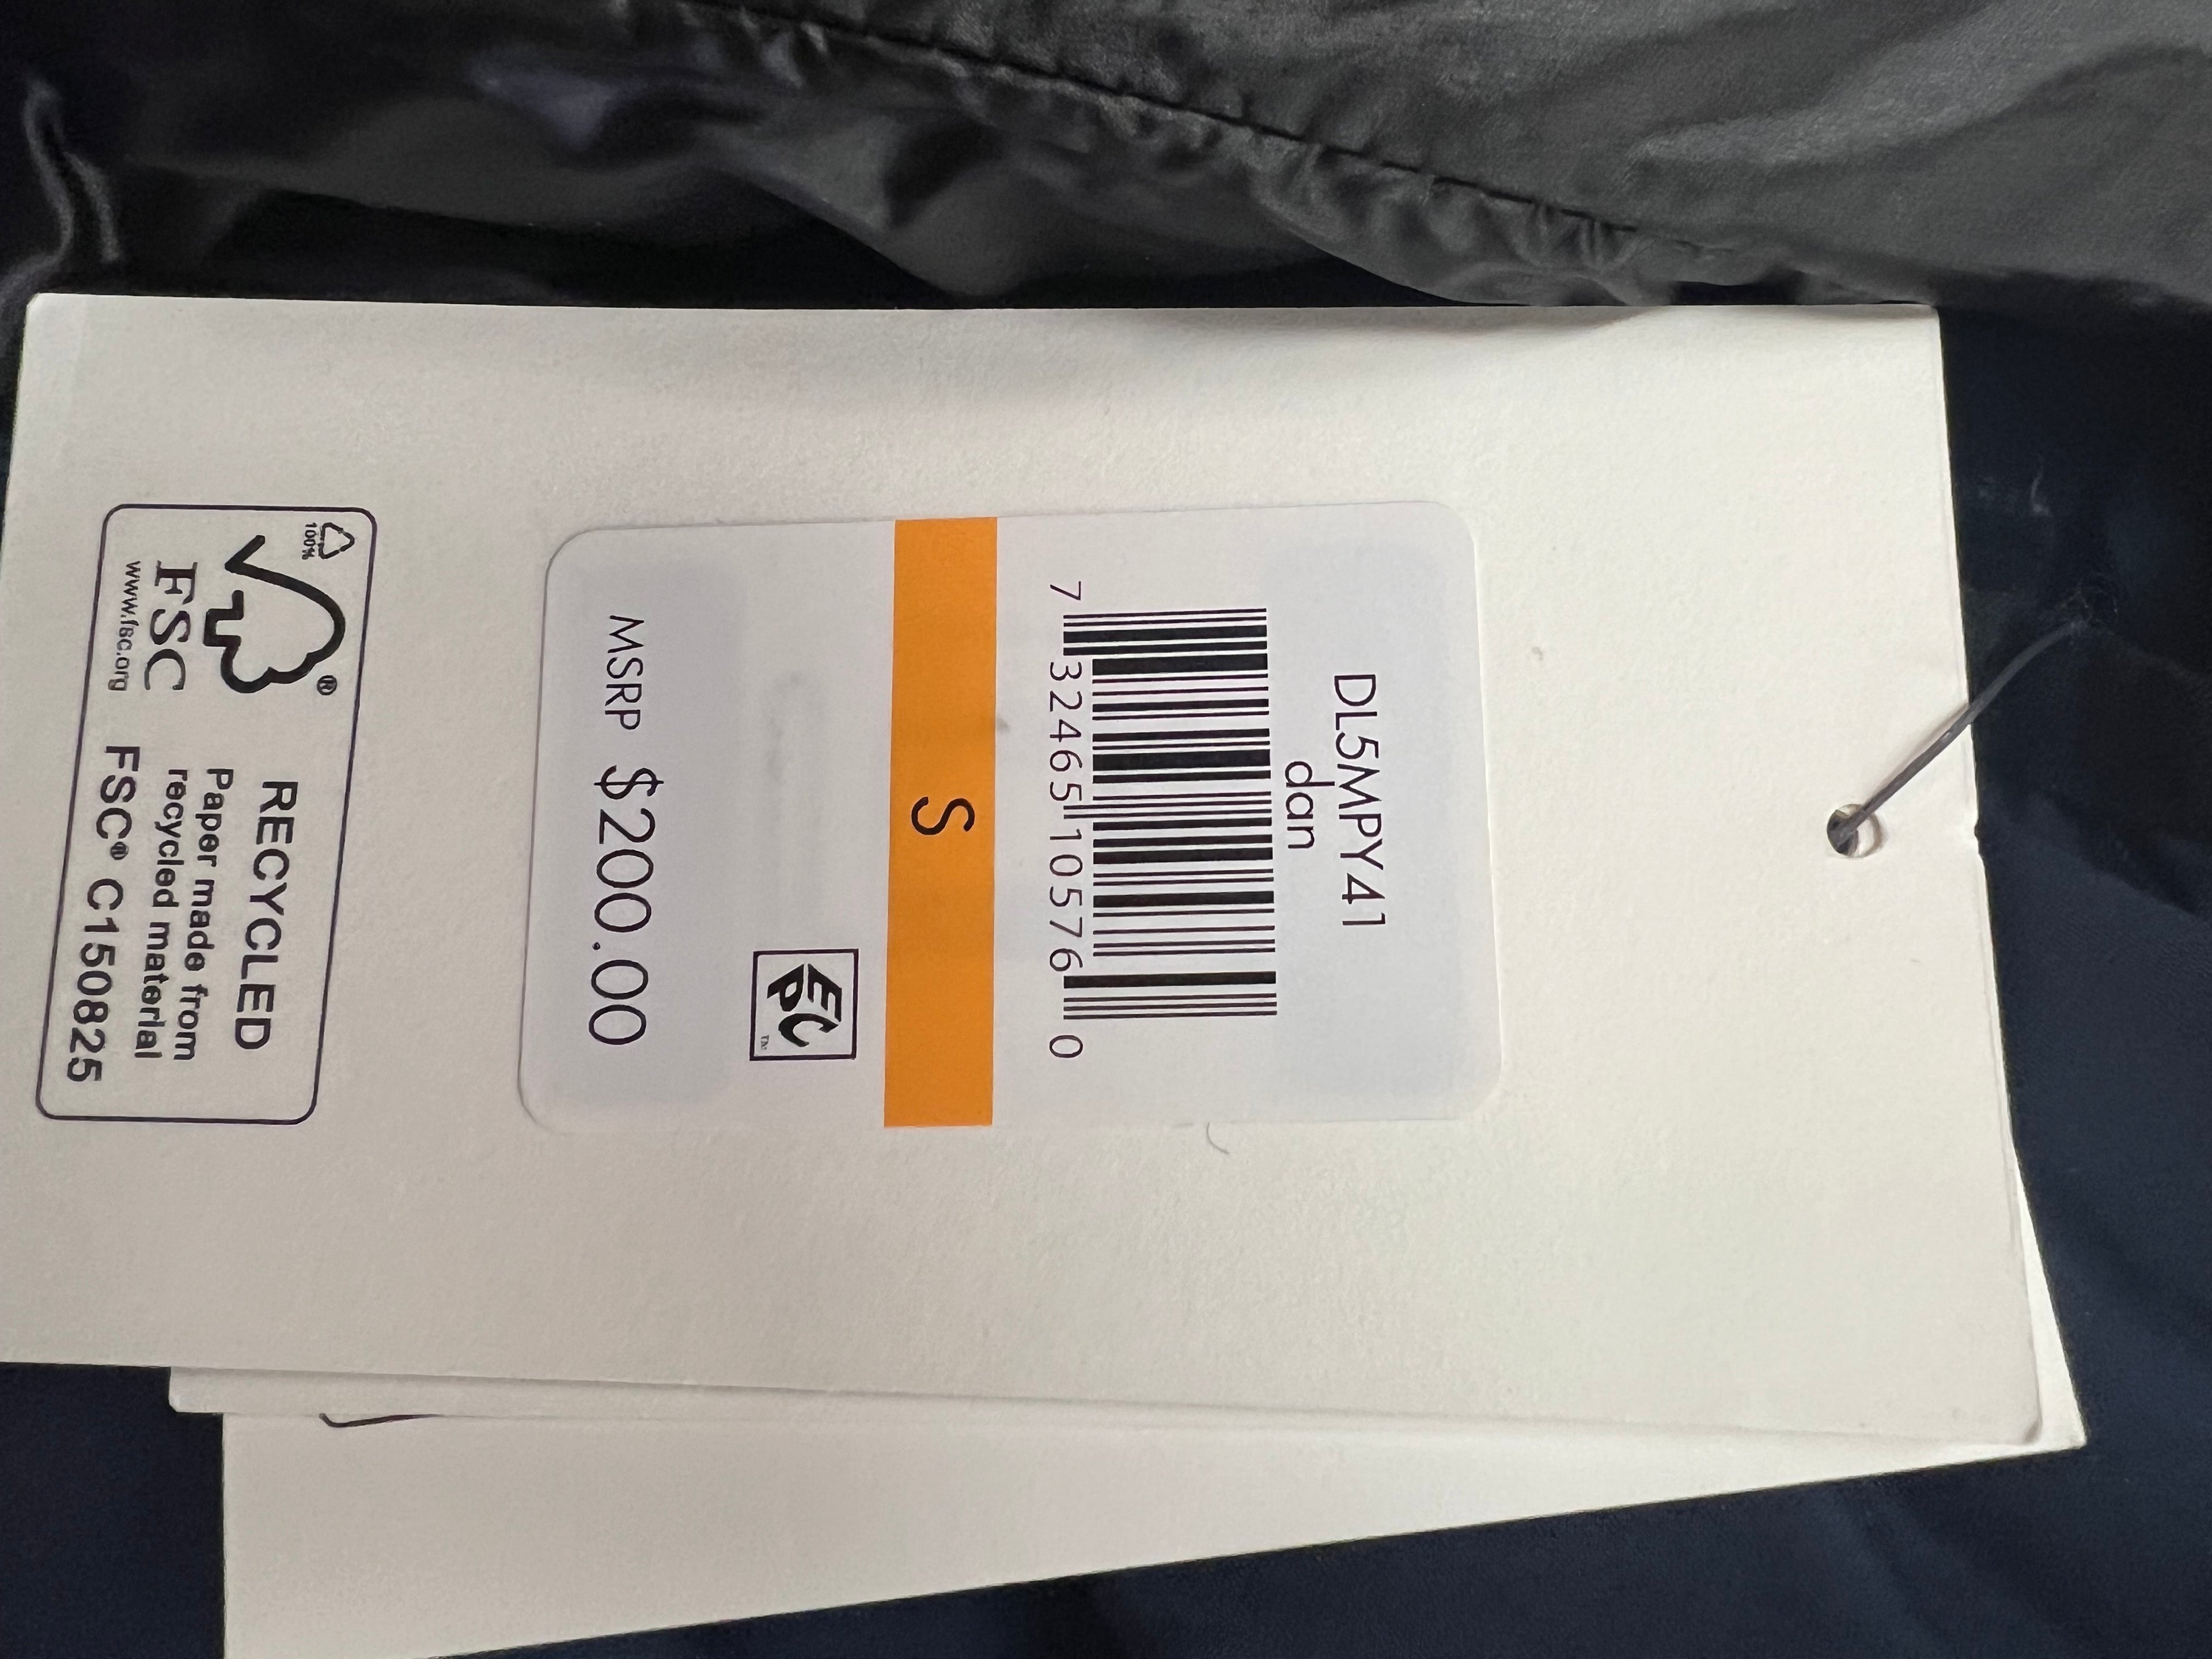 DL5MPY41
dan
7 32465 10576 0
S
EPC ™
MSRP $200.00
100%
®
FSC
www.fsc.org
RECYCLED
Paper made from
recycled material
FSC® C150825